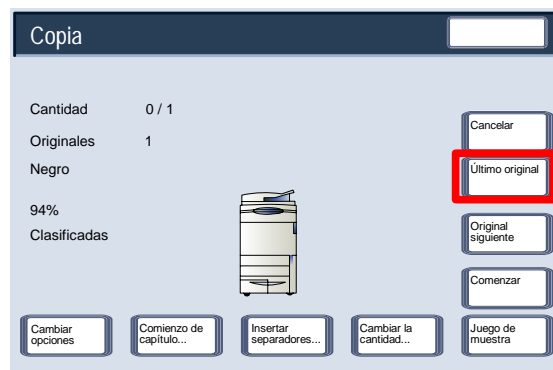 Copia
Cantidad 0 / 1
Originales 1
Negro
94%
Clasificadas
Cancelar
Último original
Original
siguiente
Comenzar
Cambiar
opciones
Comienzo de
capítulo...
Insertar
separadores...
Cambiar la
cantidad...
Juego de
muestra